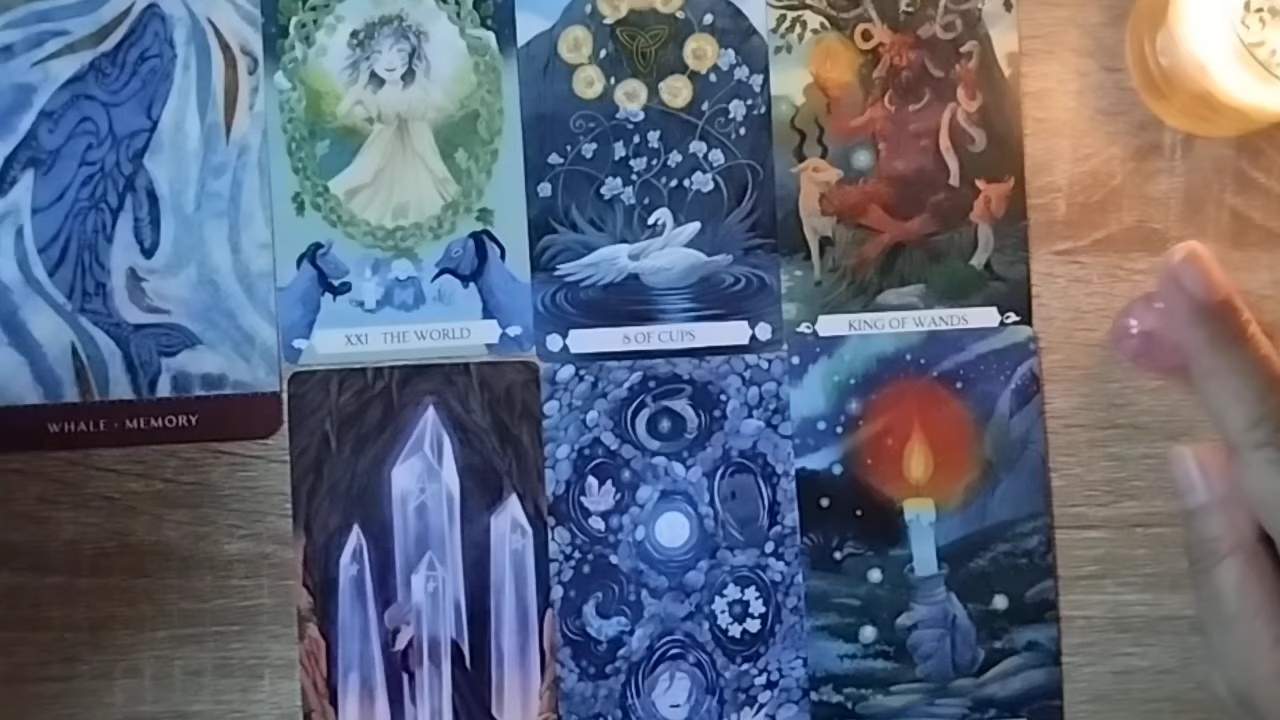 XXI THE WORLD
8 OF CUPS
KING OF WANDS
WHALE · MEMORY